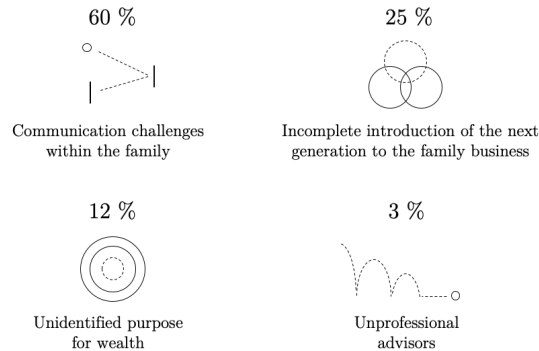 60 %
Communication challenges
within the family
25 %
Incomplete introduction of the next
generation to the family business
12 %
Unidentified purpose
for wealth
3 %
Unprofessional
advisors